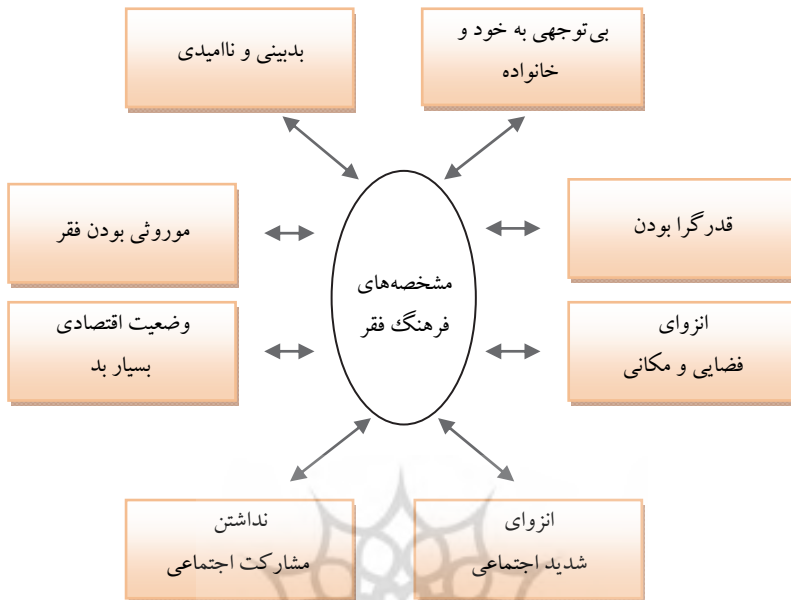 بی‌توجهی به خود و
خانواده
بدبینی و ناامیدی
قدرگرا بودن
موروثی بودن فقر
مشخصه‌های
فرهنگ فقر
انزوای
فضایی و مکانی
وضعیت اقتصادی
بسیار بد
انزوای
شدید اجتماعی
نداشتن
مشارکت اجتماعی